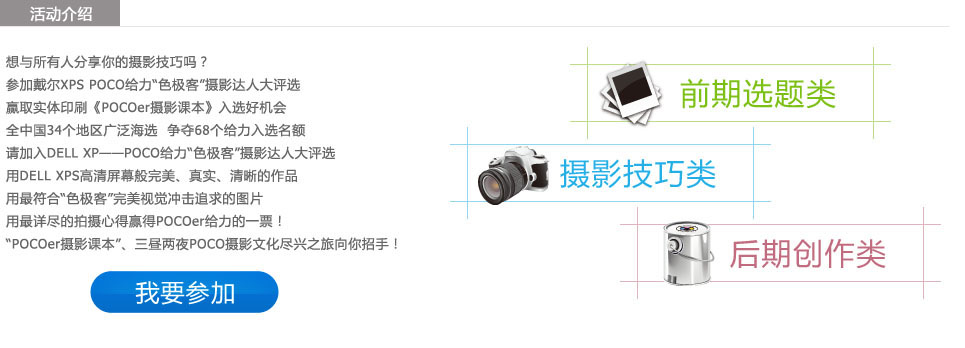 活动介绍
想与所有人分享你的摄影技巧吗？
参加戴尔XPS POCO给力“色极客”摄影达人大评选
赢取实体印刷《POCOer摄影课本》入选好机会
全中国34个地区广泛海选 争夺68个给力入选名额
请加入DELL XP——POCO给力“色极客”摄影达人大评选
用DELL XPS高清屏幕般完美、真实、清晰的作品
用最符合“色极客”完美视觉冲击追求的图片
用最详尽的拍摄心得赢得POCOer给力的一票！
“POCOer摄影课本”、三昼两夜POCO摄影文化尽兴之旅向你招手！
我要参加
前期选题类
摄影技巧类
后期创作类